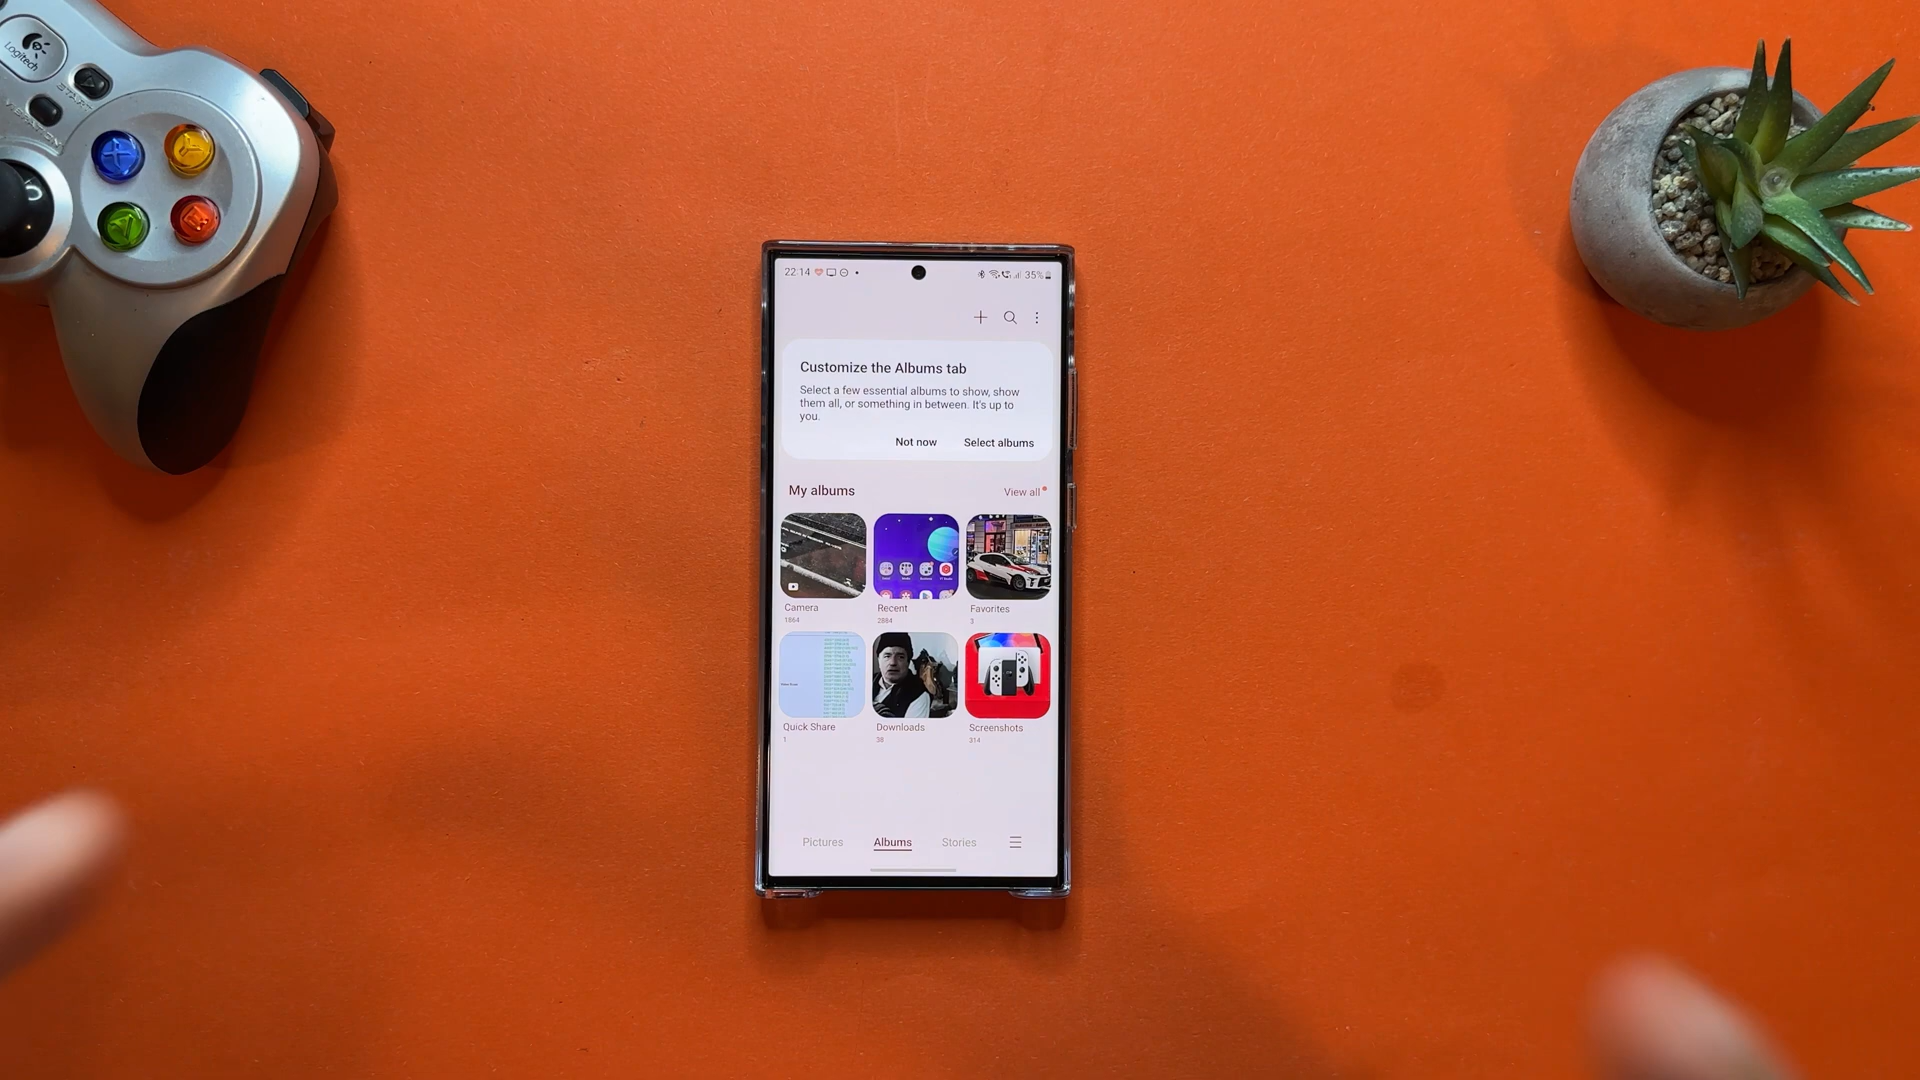 Logitech
START
VIBRATION
X
Y
22:14
35%
Customize the Albums tab
Select a few essential albums to show, show
them all, or something in between. It's up to
you.
Not now
Select albums
My albums
View all
Camera
1864
Recent
2884
Favorites
3
Quick Share
1
Downloads
38
Screenshots
314
Pictures
Albums
Stories